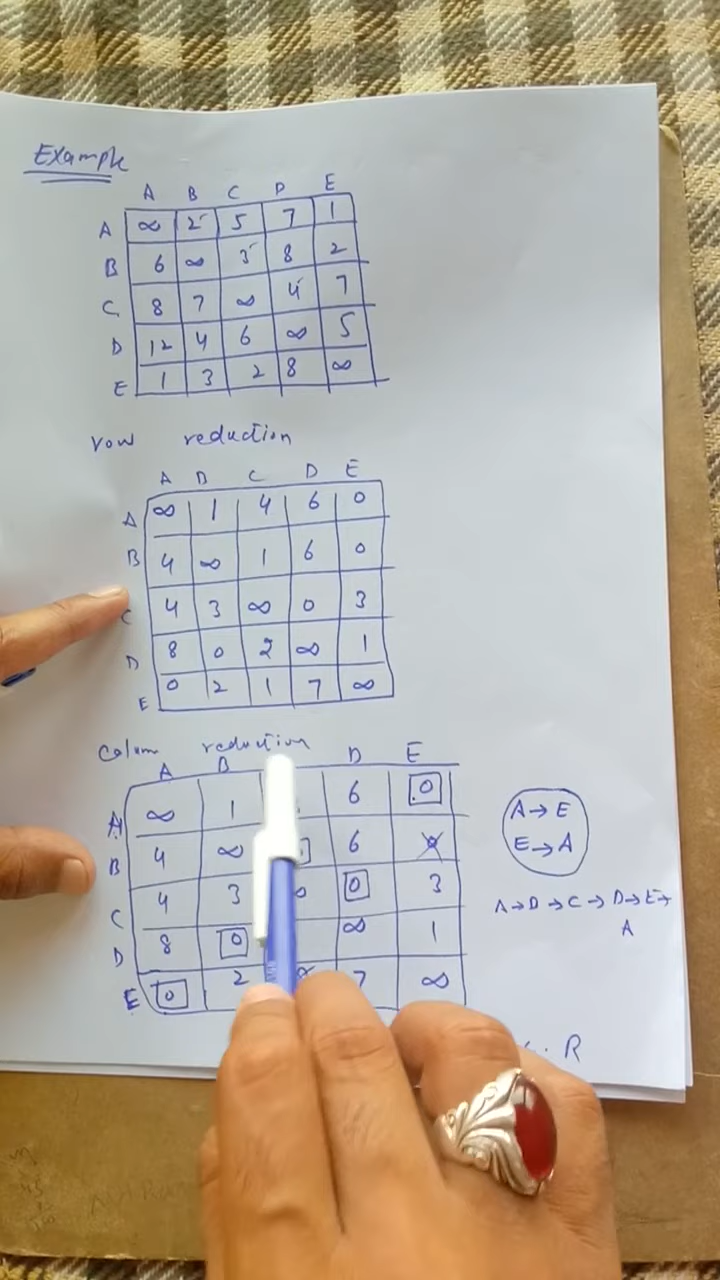 Example
A B C D E
A ∞ 2 5 7 1
B 6 ∞ 3 8 2
C 8 7 ∞ 4 7
D 12 4 6 ∞ 5
E 1 3 2 8 ∞
row reduction
A B C D E
A ∞ 1 4 6 0
B 4 ∞ 1 6 0
C 4 3 ∞ 0 3
D 8 0 2 ∞ 1
E 0 2 1 7 ∞
Colum reduction
A B D E
A ∞ 1 6 0
B 4 ∞ 6
C 4 3 0 3
D 8 0 ∞ 1
E 0 2 7 ∞
A→E
E→A
A→D→C→D→E→
A
R